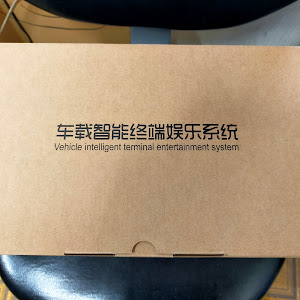 车载智能终端娱乐系统
Vehicle intelligent terminal entertainment system